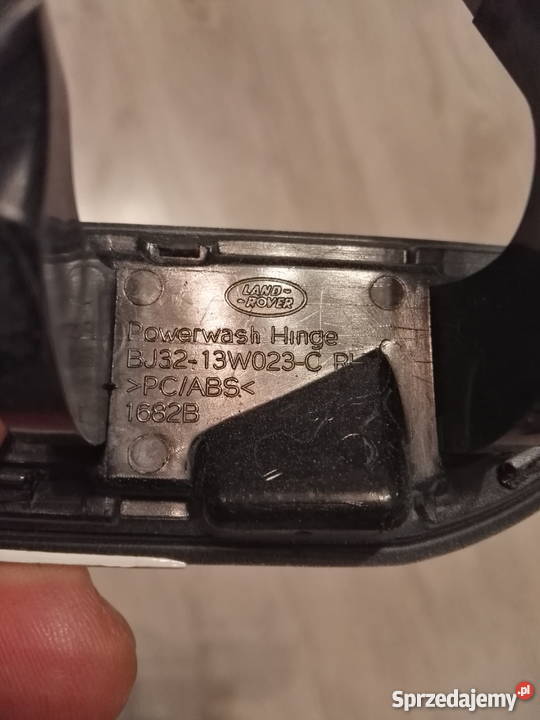 LAND-
-ROVER
Powerwash Hinge
BJ32-13W023-C
>PC/ABS<
1682B
Sprzedajemy.pl